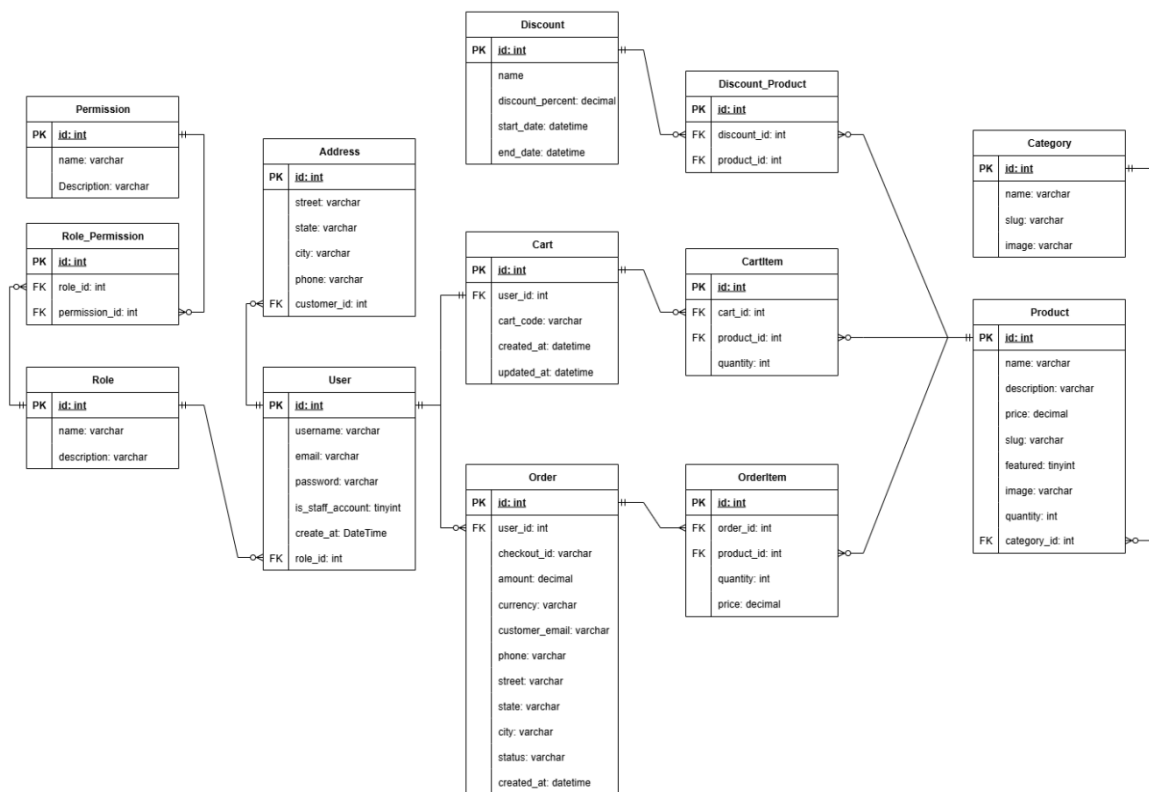 Discount
PK id: int
name
discount_percent: decimal
start_date: datetime
end_date: datetime
Discount_Product
PK id: int
FK discount_id: int
FK product_id: int
Permission
PK id: int
name: varchar
Description: varchar
Address
PK id: int
street: varchar
state: varchar
city: varchar
phone: varchar
FK customer_id: int
Category
PK id: int
name: varchar
slug: varchar
image: varchar
Role_Permission
PK id: int
FK role_id: int
FK permission_id: int
Cart
PK id: int
FK user_id: int
cart_code: varchar
created_at: datetime
updated_at: datetime
CartItem
PK id: int
FK cart_id: int
FK product_id: int
quantity: int
Product
PK id: int
name: varchar
description: varchar
price: decimal
slug: varchar
featured: tinyint
image: varchar
quantity: int
FK category_id: int
Role
PK id: int
name: varchar
description: varchar
User
PK id: int
username: varchar
email: varchar
password: varchar
is_staff_account: tinyint
create_at: DateTime
FK role_id: int
Order
PK id: int
FK user_id: int
checkout_id: varchar
amount: decimal
currency: varchar
customer_email: varchar
phone: varchar
street: varchar
state: varchar
city: varchar
status: varchar
created_at: datetime
OrderItem
PK id: int
FK order_id: int
FK product_id: int
quantity: int
price: decimal